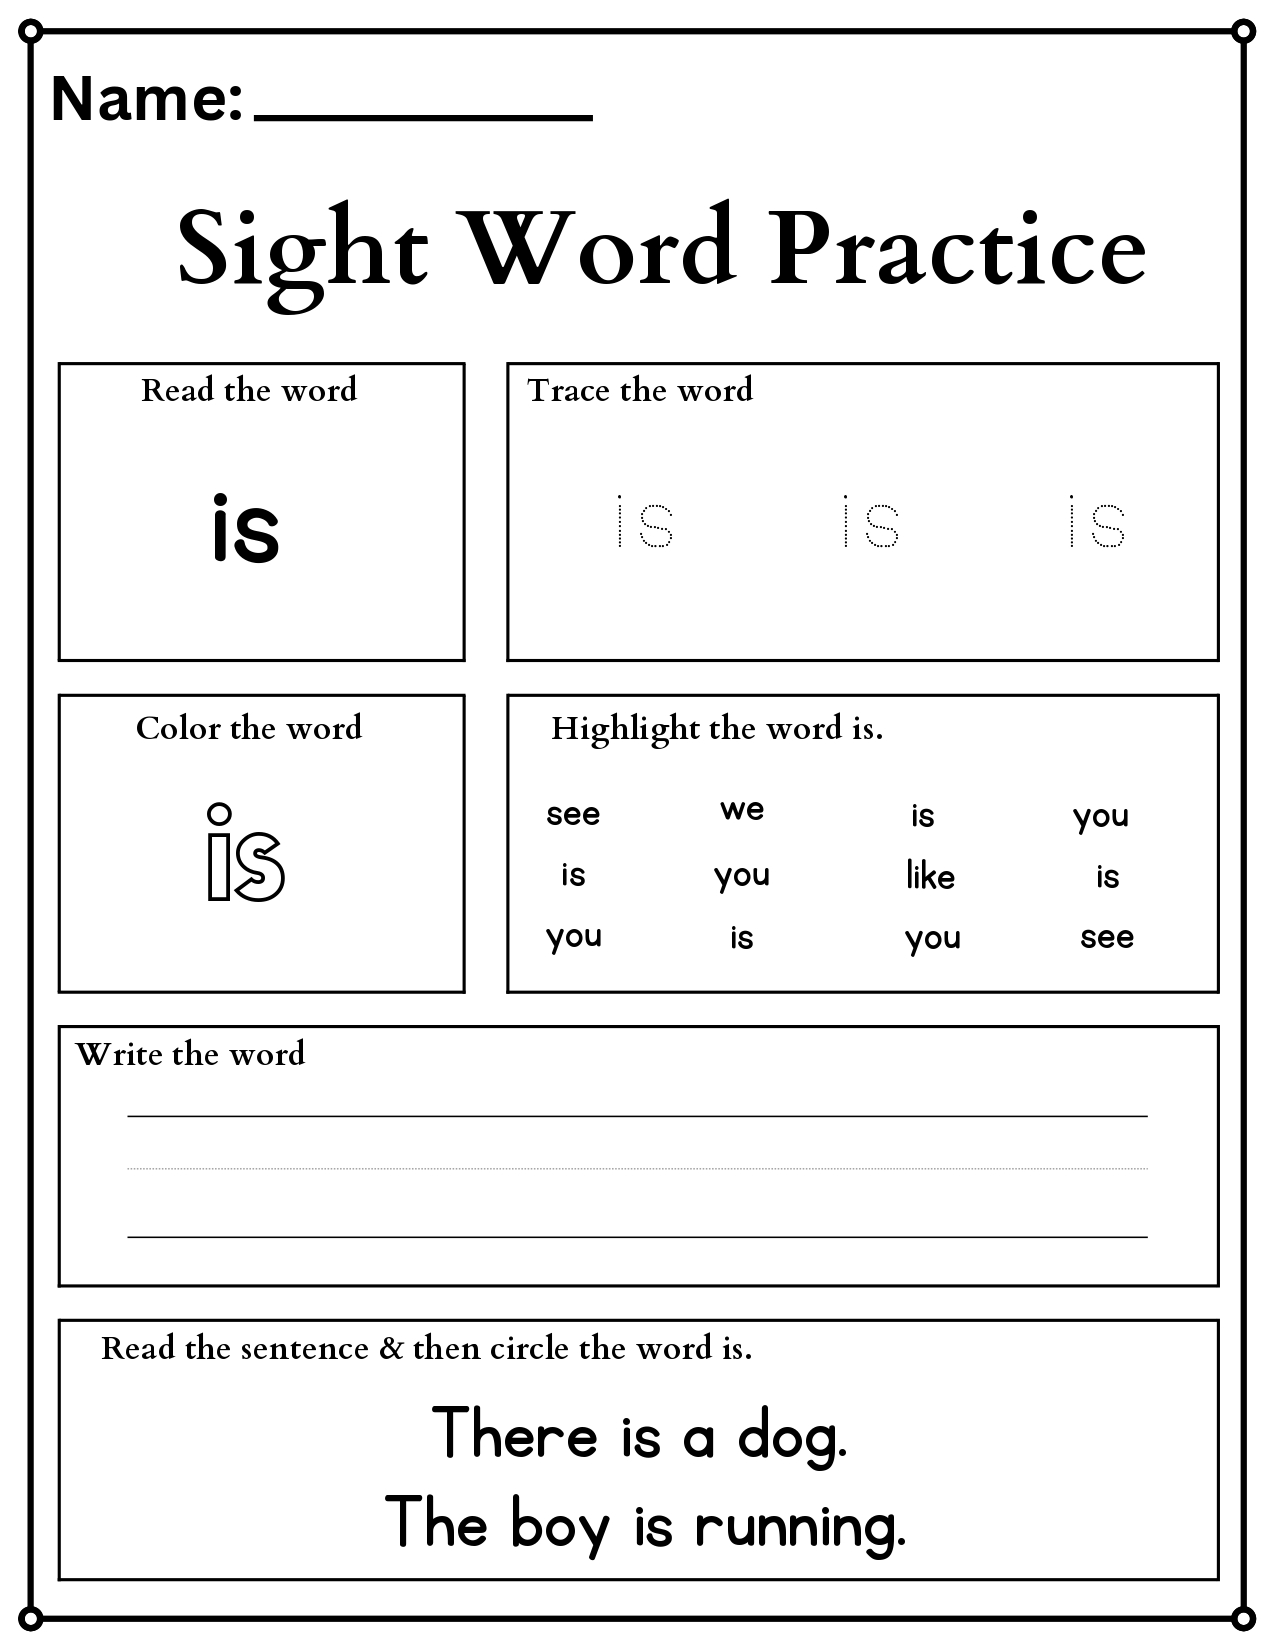 Name: ___________
Sight Word Practice
Read the word
is
Trace the word
is is is
Color the word
is
Highlight the word is.
see we is you
is you like is
you is you see
Write the word
Read the sentence & then circle the word is.
There is a dog.
The boy is running.